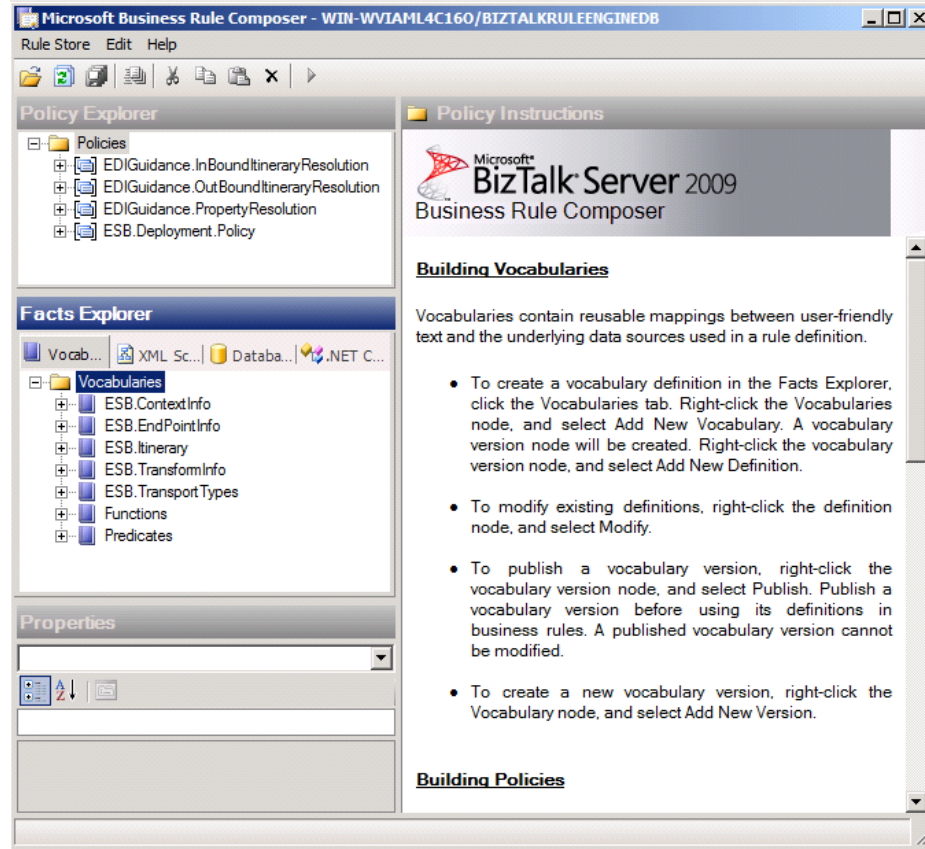 Microsoft Business Rule Composer - WIN-WVIAML4C16O/BIZTALKRULEENGINEDB
Rule Store Edit Help
Policy Explorer
Policies
EDIGuidance.InBoundItineraryResolution
EDIGuidance.OutBoundItineraryResolution
EDIGuidance.PropertyResolution
ESB.Deployment.Policy
Facts Explorer
Vocab... XML Sc... Databa... .NET C...
Vocabularies
ESB.ContextInfo
ESB.EndPointInfo
ESB.Itinerary
ESB.TransformInfo
ESB.TransportTypes
Functions
Predicates
Properties
Policy Instructions
Microsoft
BizTalk Server 2009
Business Rule Composer
Building Vocabularies
Vocabularies contain reusable mappings between user-friendly
text and the underlying data sources used in a rule definition.
• To create a vocabulary definition in the Facts Explorer,
click the Vocabularies tab. Right-click the Vocabularies
node, and select Add New Vocabulary. A vocabulary
version node will be created. Right-click the vocabulary
version node, and select Add New Definition.
• To modify existing definitions, right-click the definition
node, and select Modify.
• To publish a vocabulary version, right-click the
vocabulary version node, and select Publish. Publish a
vocabulary version before using its definitions in
business rules. A published vocabulary version cannot
be modified.
• To create a new vocabulary version, right-click the
Vocabulary node, and select Add New Version.
Building Policies